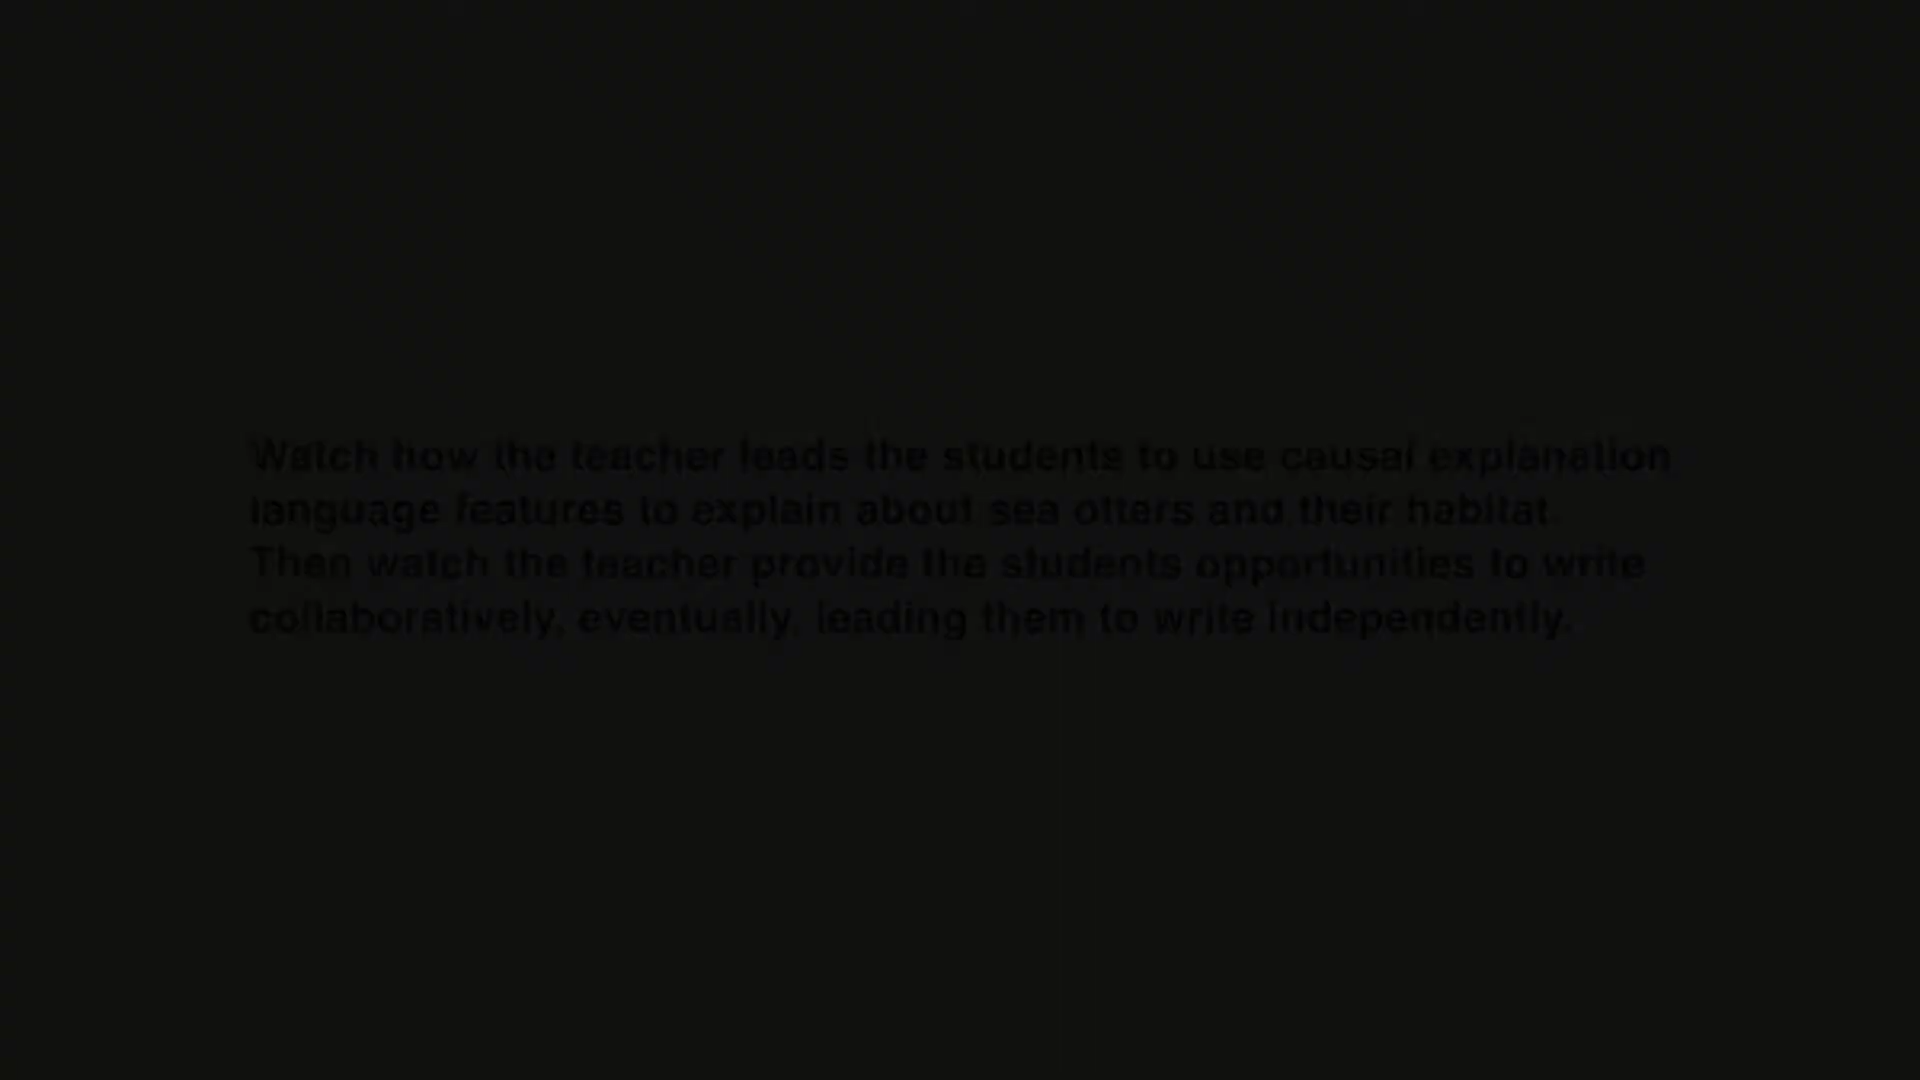 Watch how the teacher leads the students to use causal explanation
language features to explain about sea otters and their habitat.
Then watch the teacher provide the students opportunities to write
collaboratively, eventually, leading them to write independently.